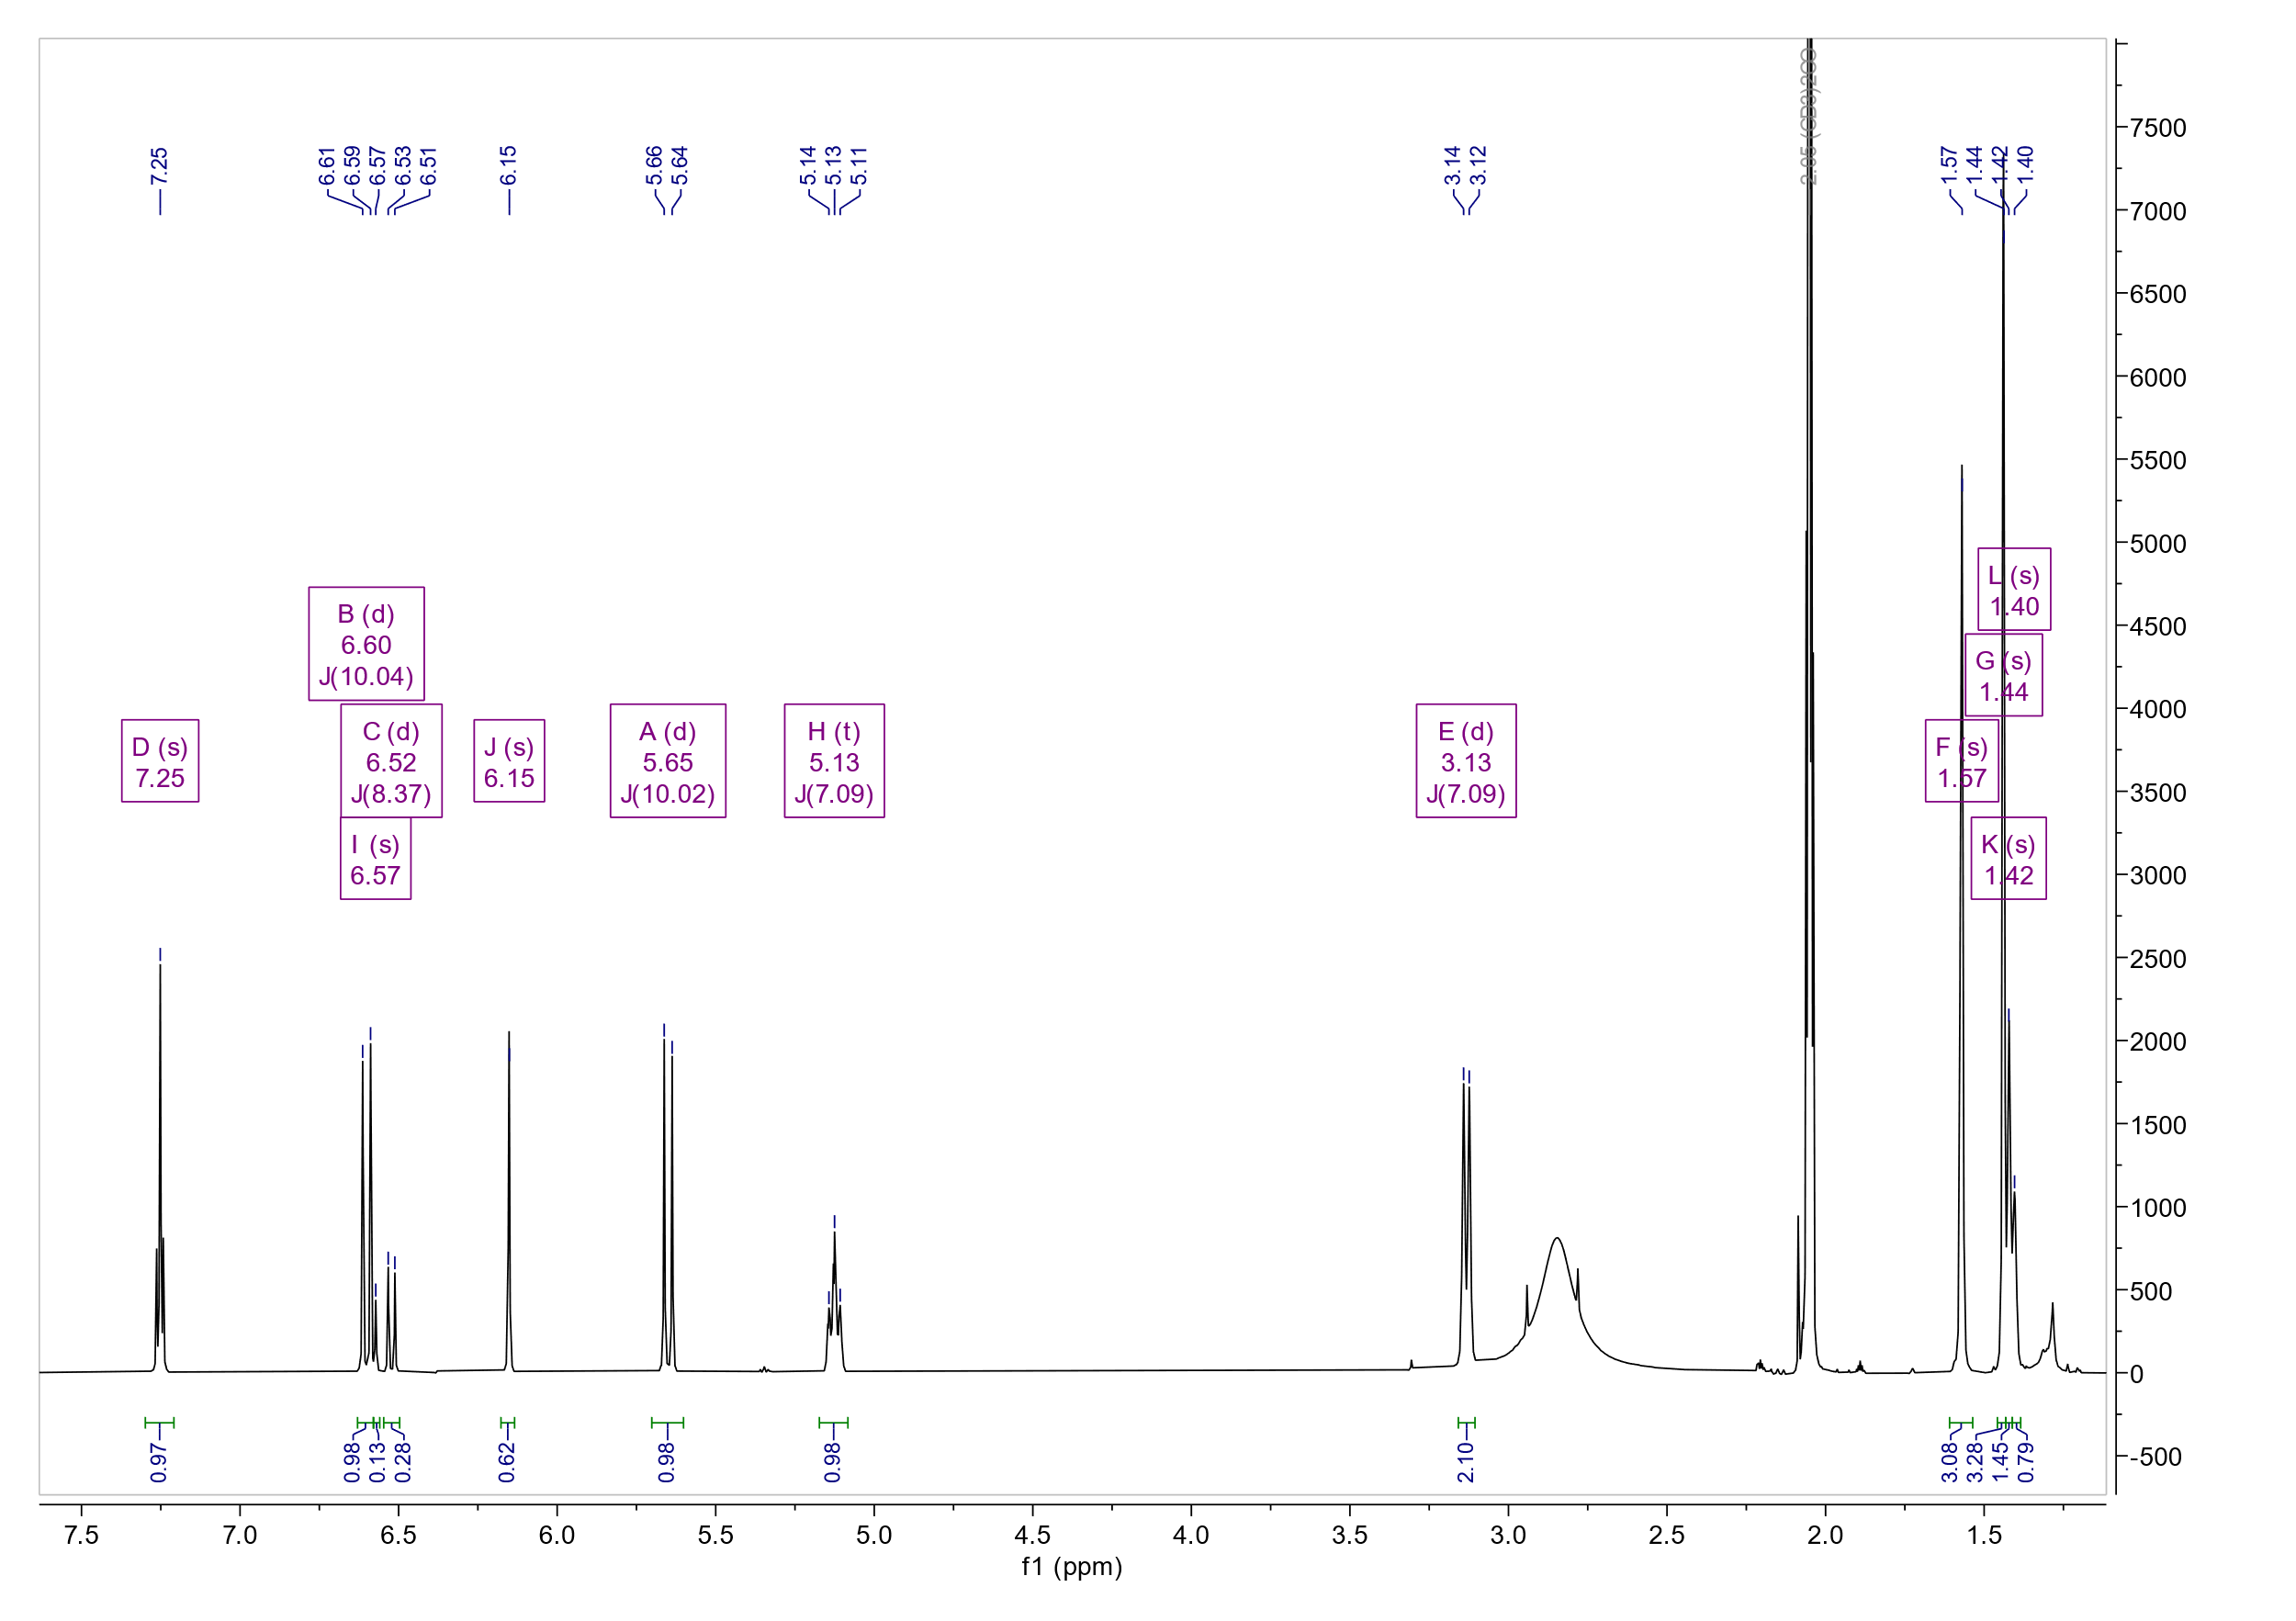 7.25
6.61
6.59
6.57
6.53
6.51
6.15
5.66
5.64
5.14
5.13
5.11
3.14
3.12
2.05 (CD3)2CO
1.57
1.44
1.42
1.40
D (s)
7.25
B (d)
6.60
J(10.04)
C (d)
6.52
J(8.37)
I (s)
6.57
J (s)
6.15
A (d)
5.65
J(10.02)
H (t)
5.13
J(7.09)
E (d)
3.13
J(7.09)
L (s)
1.40
G (s)
1.44
F (s)
1.57
K (s)
1.42
7500
7000
6500
6000
5500
5000
4500
4000
3500
3000
2500
2000
1500
1000
500
0
-500
0.97
0.98
0.13
0.28
0.62
0.98
0.98
2.10
3.08
3.28
1.45
0.79
7.5 7.0 6.5 6.0 5.5 5.0 4.5 4.0 3.5 3.0 2.5 2.0 1.5
f1 (ppm)